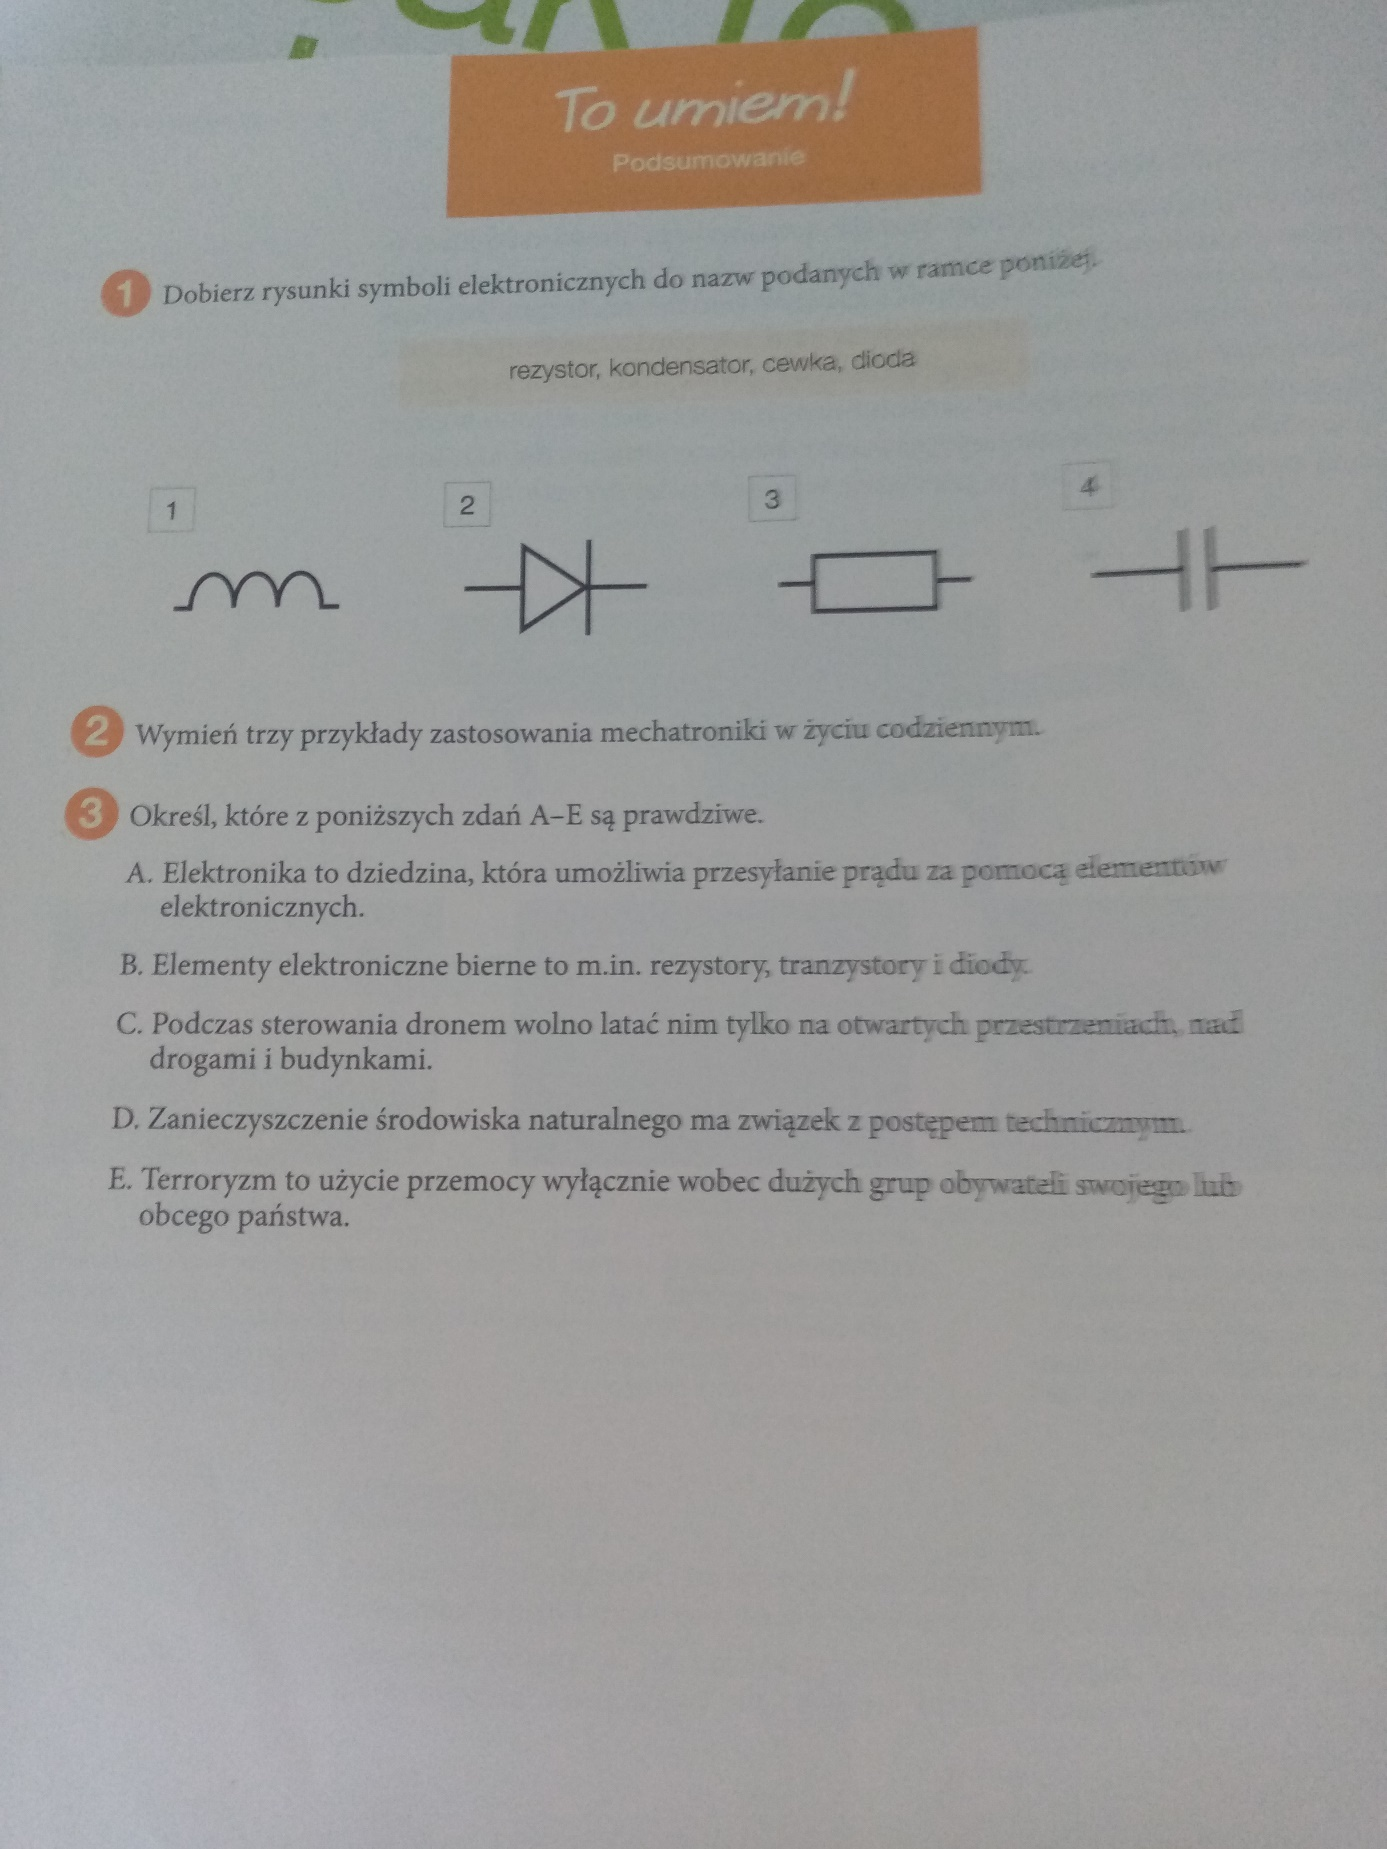 To umiem!
Podsumowanie
1 Dobierz rysunki symboli elektronicznych do nazw podanych w ramce poniżej.
rezystor, kondensator, cewka, dioda
1 2 3 4
2 Wymień trzy przykłady zastosowania mechatroniki w życiu codziennym.
3 Określ, które z poniższych zdań A–E są prawdziwe.
A. Elektronika to dziedzina, która umożliwia przesyłanie prądu za pomocą elementów
elektronicznych.
B. Elementy elektroniczne bierne to m.in. rezystory, tranzystory i diody.
C. Podczas sterowania dronem wolno latać nim tylko na otwartych przestrzeniach, nad
drogami i budynkami.
D. Zanieczyszczenie środowiska naturalnego ma związek z postępem technicznym.
E. Terroryzm to użycie przemocy wyłącznie wobec dużych grup obywateli swojego lub
obcego państwa.